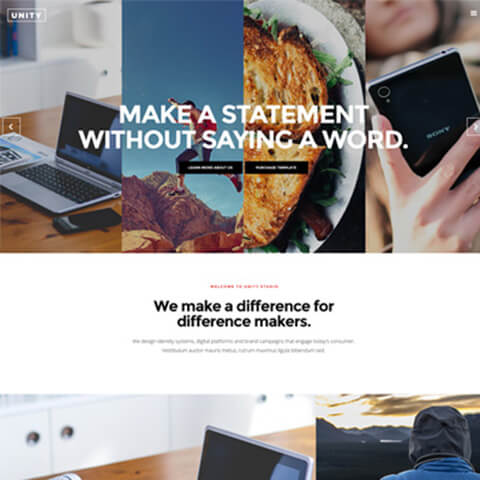 UNITY
MAKE A STATEMENT
WITHOUT SAYING A WORD.
LEARN MORE ABOUT US
PURCHASE TEMPLATE
SONY
WELCOME TO UNITY STUDIO
We make a difference for
difference makers.
We design identity systems, digital platforms and brand campaigns that engage today's consumer.
Vestibulum auctor mauris metus, rutrum maximus ligula bibendum sed.